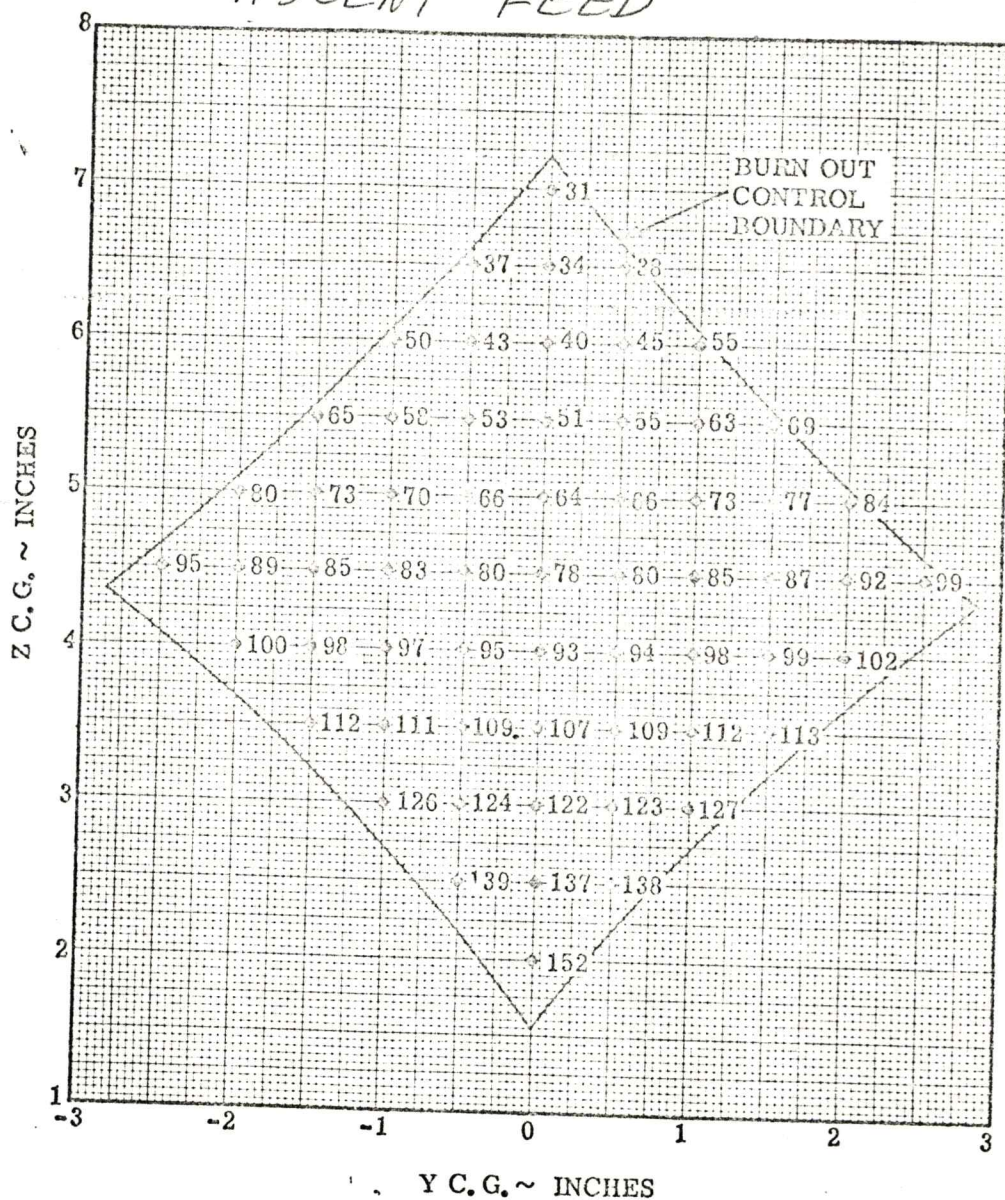 ASCENT FEED
8
7
6
5
4
3
2
1
Z C.G. ~ INCHES
BURN OUT
CONTROL
BOUNDARY
31
37 34 28
50 43 40 45 55
65 58 53 51 55 63 69
80 73 70 66 64 66 73 77 84
95 89 85 83 80 78 80 85 87 92 99
100 98 97 95 93 94 98 99 102
112 111 109 107 109 112 113
126 124 122 123 127
139 137 138
152
-3 -2 -1 0 1 2 3
Y C.G. ~ INCHES